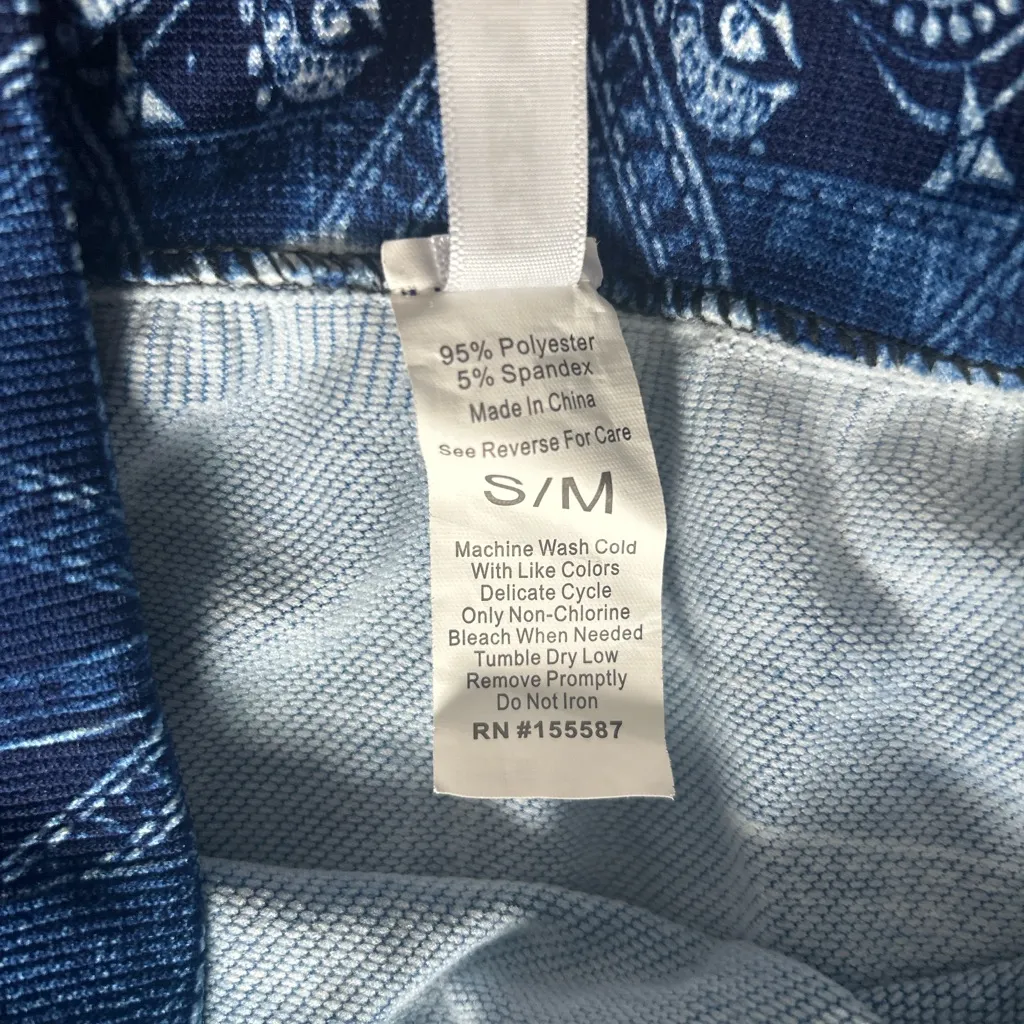 95% Polyester
5% Spandex
Made In China
See Reverse For Care
S/M
Machine Wash Cold
With Like Colors
Delicate Cycle
Only Non-Chlorine
Bleach When Needed
Tumble Dry Low
Remove Promptly
Do Not Iron
RN #155587